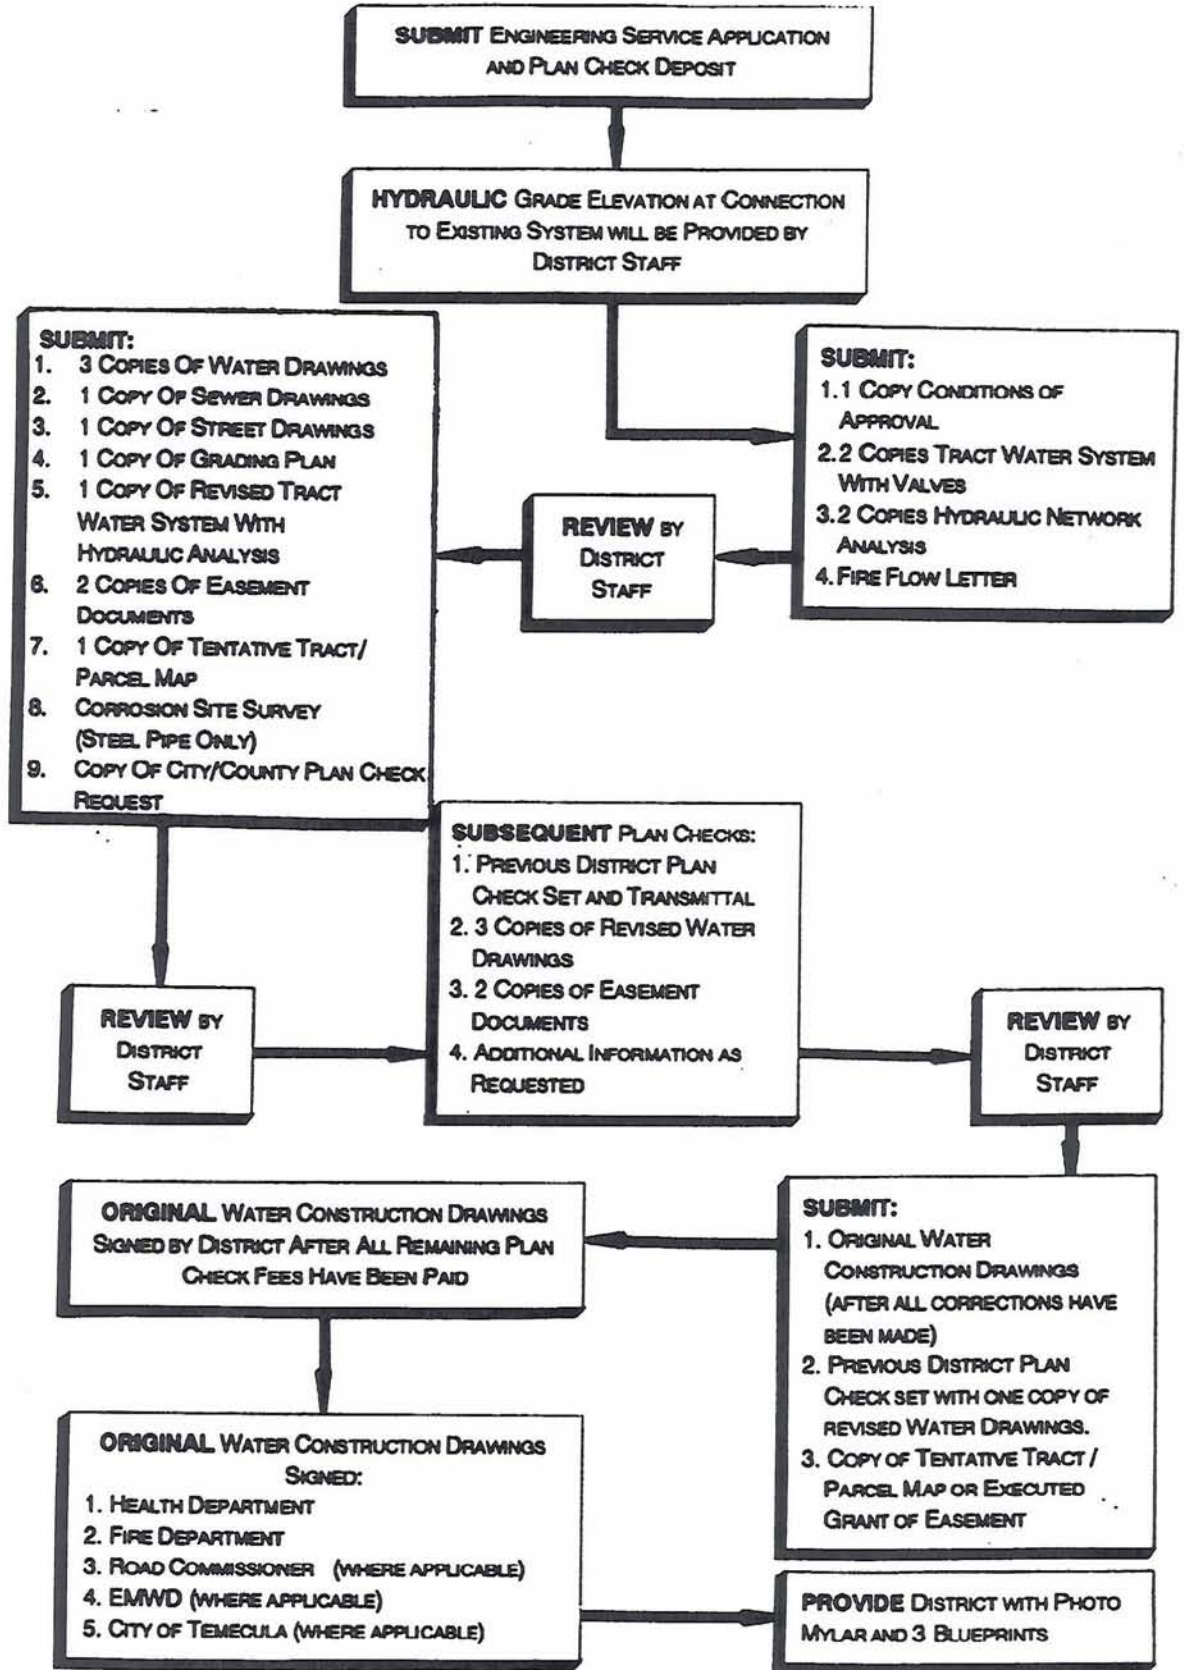 SUBMIT ENGINEERING SERVICE APPLICATION
AND PLAN CHECK DEPOSIT
HYDRAULIC GRADE ELEVATION AT CONNECTION
TO EXISTING SYSTEM WILL BE PROVIDED BY
DISTRICT STAFF
SUBMIT:
1. 1 COPY CONDITIONS OF
APPROVAL
2. 2 COPIES TRACT WATER SYSTEM
WITH VALVES
3. 2 COPIES HYDRAULIC NETWORK
ANALYSIS
4. FIRE FLOW LETTER
REVIEW BY
DISTRICT
STAFF
SUBMIT:
1. 3 COPIES OF WATER DRAWINGS
2. 1 COPY OF SEWER DRAWINGS
3. 1 COPY OF STREET DRAWINGS
4. 1 COPY OF GRADING PLAN
5. 1 COPY OF REVISED TRACT
WATER SYSTEM WITH
HYDRAULIC ANALYSIS
6. 2 COPIES OF EASEMENT
DOCUMENTS
7. 1 COPY OF TENTATIVE TRACT/
PARCEL MAP
8. CORROSION SITE SURVEY
(STEEL PIPE ONLY)
9. COPY OF CITY/COUNTY PLAN CHECK
REQUEST
REVIEW BY
DISTRICT
STAFF
SUBSEQUENT PLAN CHECKS:
1. PREVIOUS DISTRICT PLAN
CHECK SET AND TRANSMITTAL
2. 3 COPIES OF REVISED WATER
DRAWINGS
3. 2 COPIES OF EASEMENT
DOCUMENTS
4. ADDITIONAL INFORMATION AS
REQUESTED
REVIEW BY
DISTRICT
STAFF
SUBMIT:
1. ORIGINAL WATER
CONSTRUCTION DRAWINGS
(AFTER ALL CORRECTIONS HAVE
BEEN MADE)
2. PREVIOUS DISTRICT PLAN
CHECK SET WITH ONE COPY OF
REVISED WATER DRAWINGS.
3. COPY OF TENTATIVE TRACT /
PARCEL MAP OR EXECUTED
GRANT OF EASEMENT
ORIGINAL WATER CONSTRUCTION DRAWINGS
SIGNED BY DISTRICT AFTER ALL REMAINING PLAN
CHECK FEES HAVE BEEN PAID
ORIGINAL WATER CONSTRUCTION DRAWINGS
SIGNED:
1. HEALTH DEPARTMENT
2. FIRE DEPARTMENT
3. ROAD COMMISSIONER (WHERE APPLICABLE)
4. EMWD (WHERE APPLICABLE)
5. CITY OF TEMECULA (WHERE APPLICABLE)
PROVIDE DISTRICT WITH PHOTO
MYLAR AND 3 BLUEPRINTS